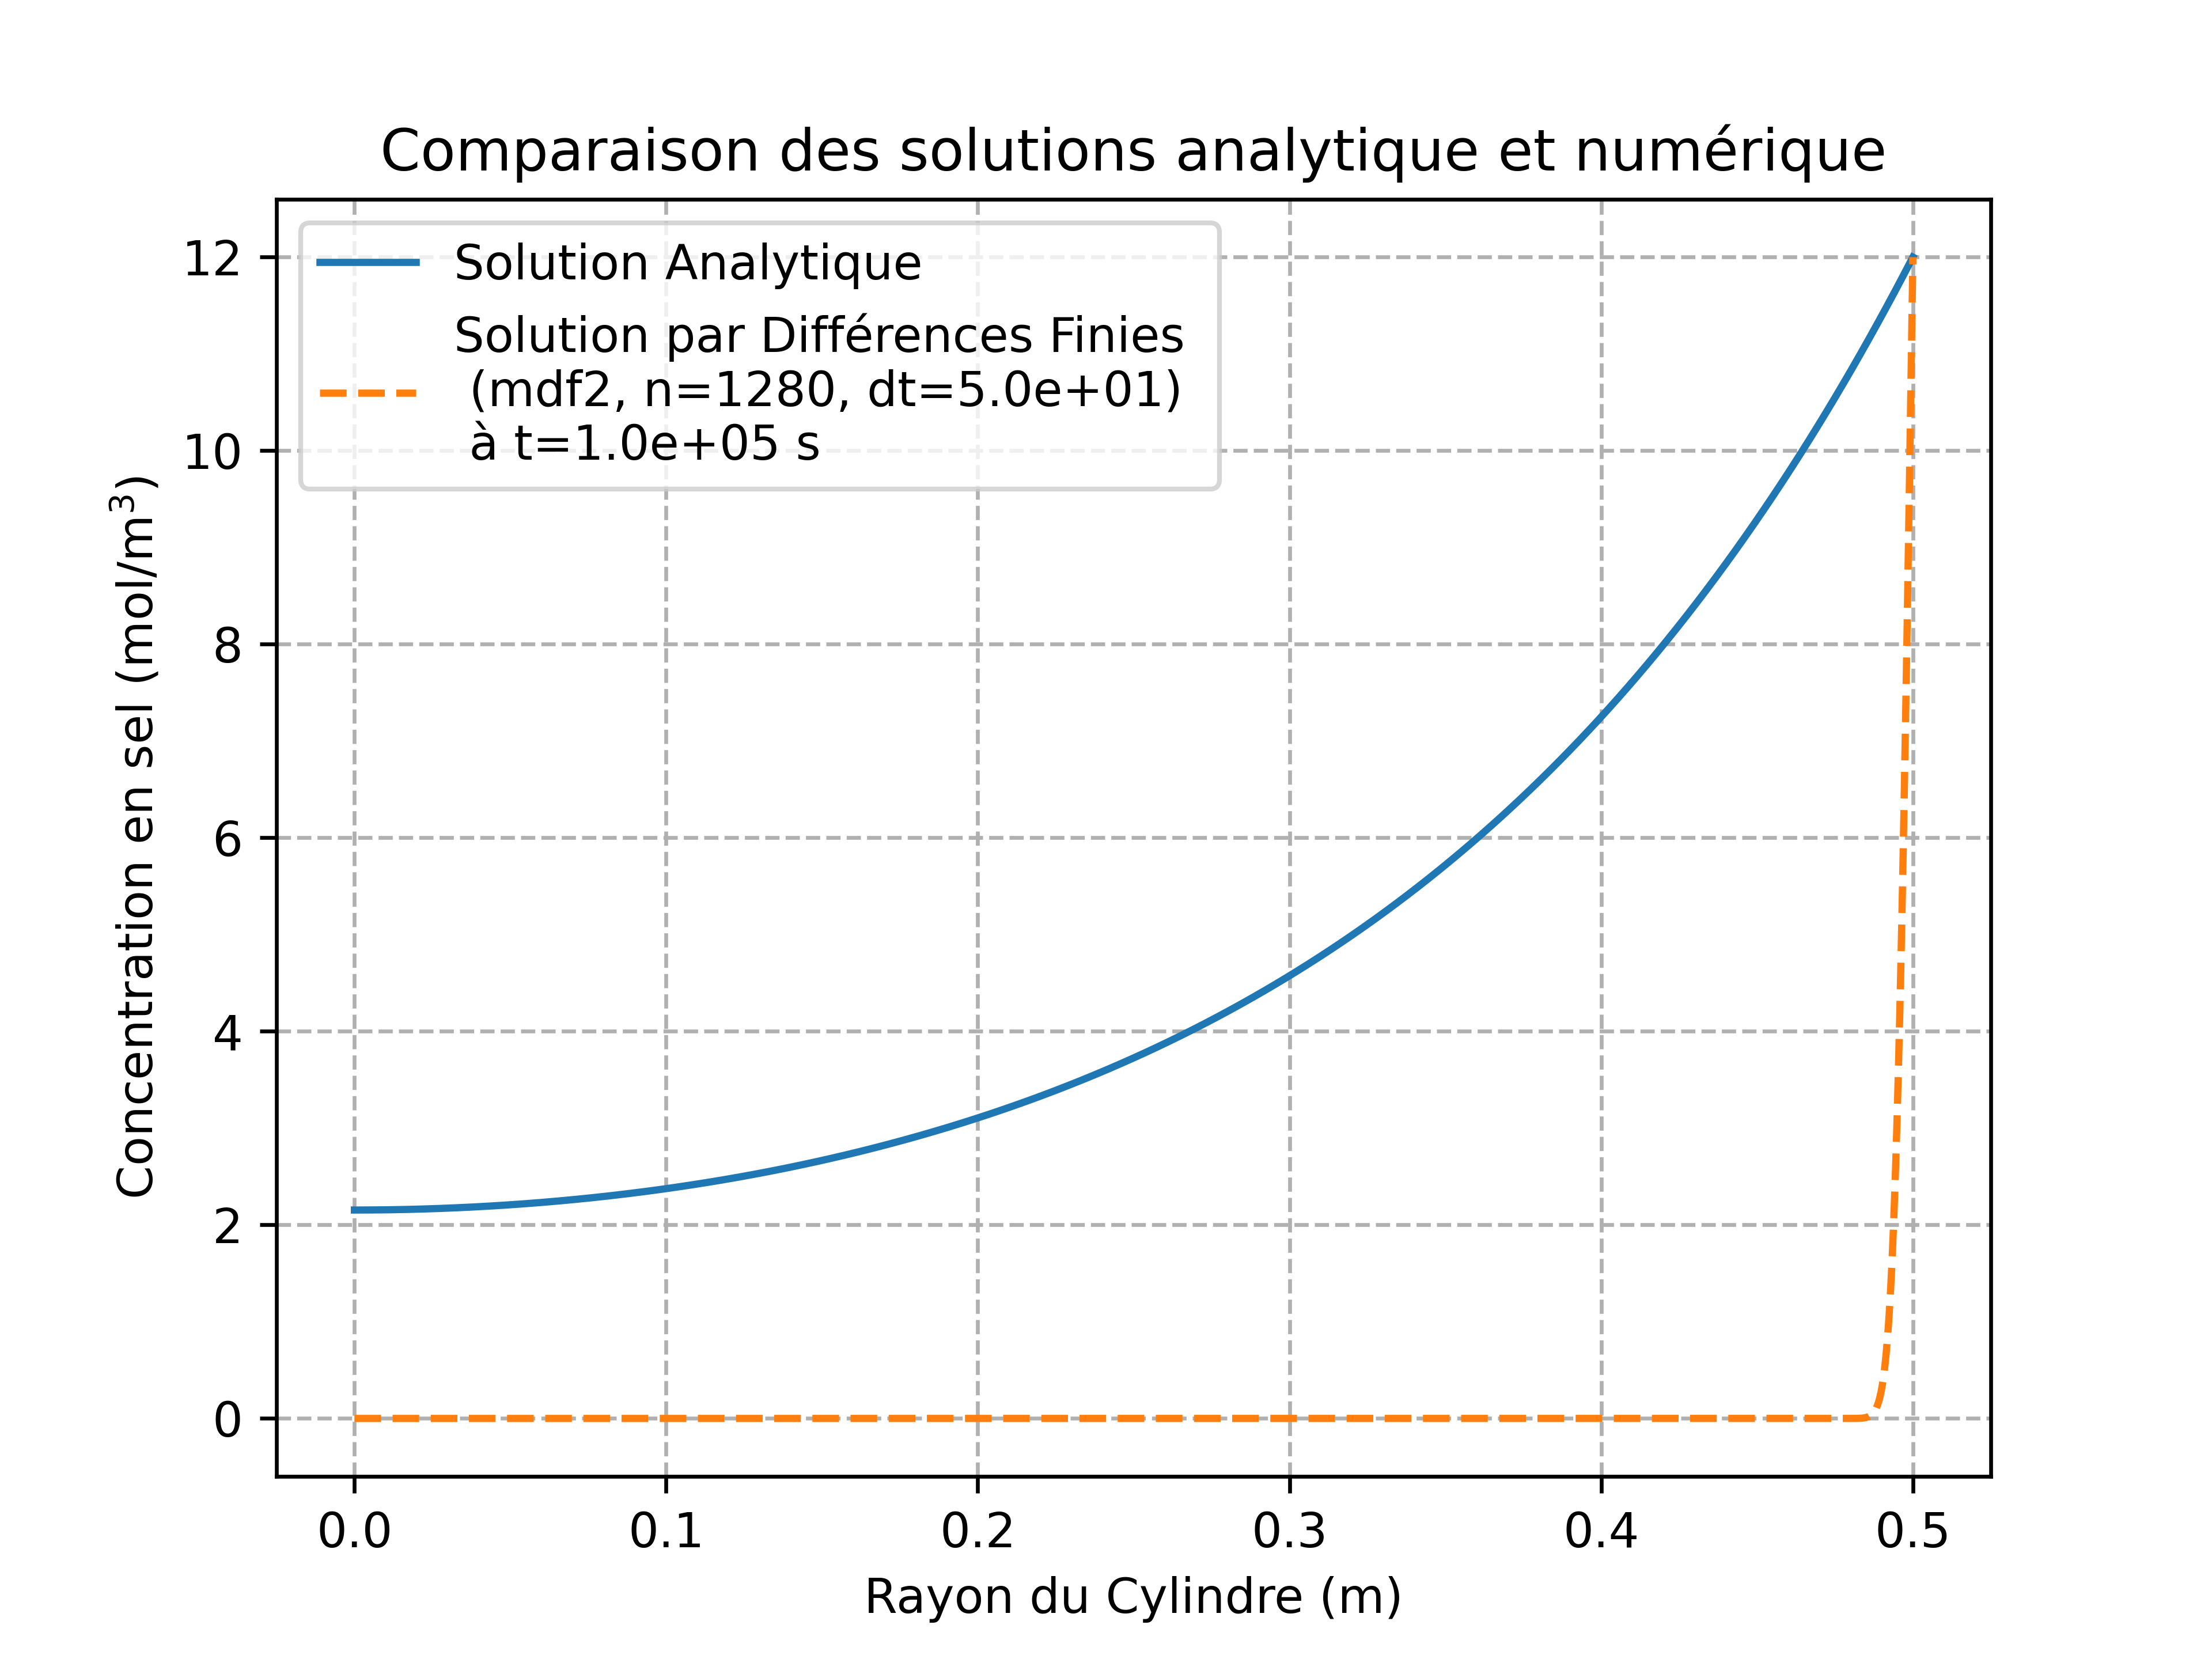 Comparaison des solutions analytique et numérique
Solution Analytique
Solution par Différences Finies
(mdf2, n=1280, dt=5.0e+01)
à t=1.0e+05 s
Concentration en sel (mol/m³)
12
10
8
6
4
2
0
0.0 0.1 0.2 0.3 0.4 0.5
Rayon du Cylindre (m)